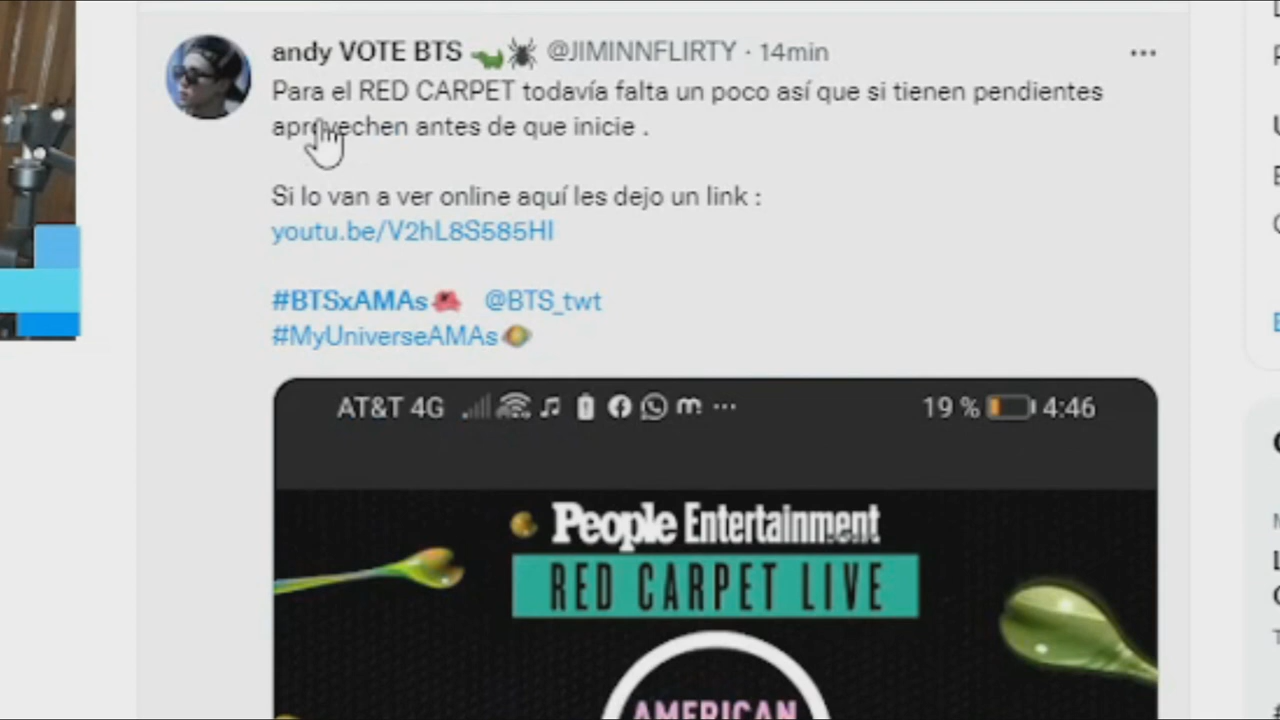 andy VOTE BTS @JIMINNFLIRTY · 14min
Para el RED CARPET todavía falta un poco así que si tienen pendientes
aprovechen antes de que inicie .
Si lo van a ver online aquí les dejo un link :
youtu.be/V2hL8S585HI
#BTSxAMAs @BTS_twt
#MyUniverseAMAs
AT&T 4G 19 % 4:46
People Entertainment
RED CARPET LIVE
AMERICAN